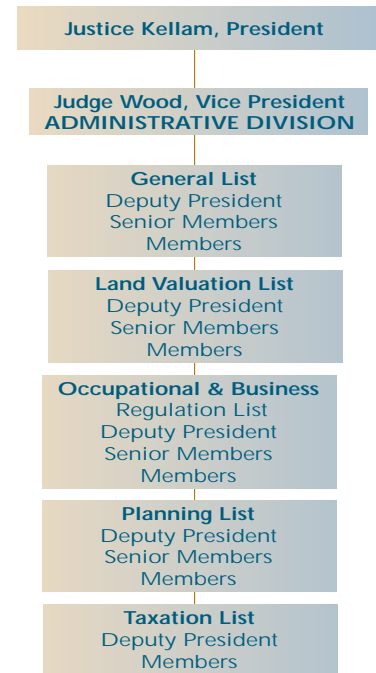 Justice Kellam, President
Judge Wood, Vice President
ADMINISTRATIVE DIVISION
General List
Deputy President
Senior Members
Members
Land Valuation List
Deputy President
Senior Members
Members
Occupational & Business
Regulation List
Deputy President
Senior Members
Members
Planning List
Deputy President
Senior Members
Members
Taxation List
Deputy President
Members